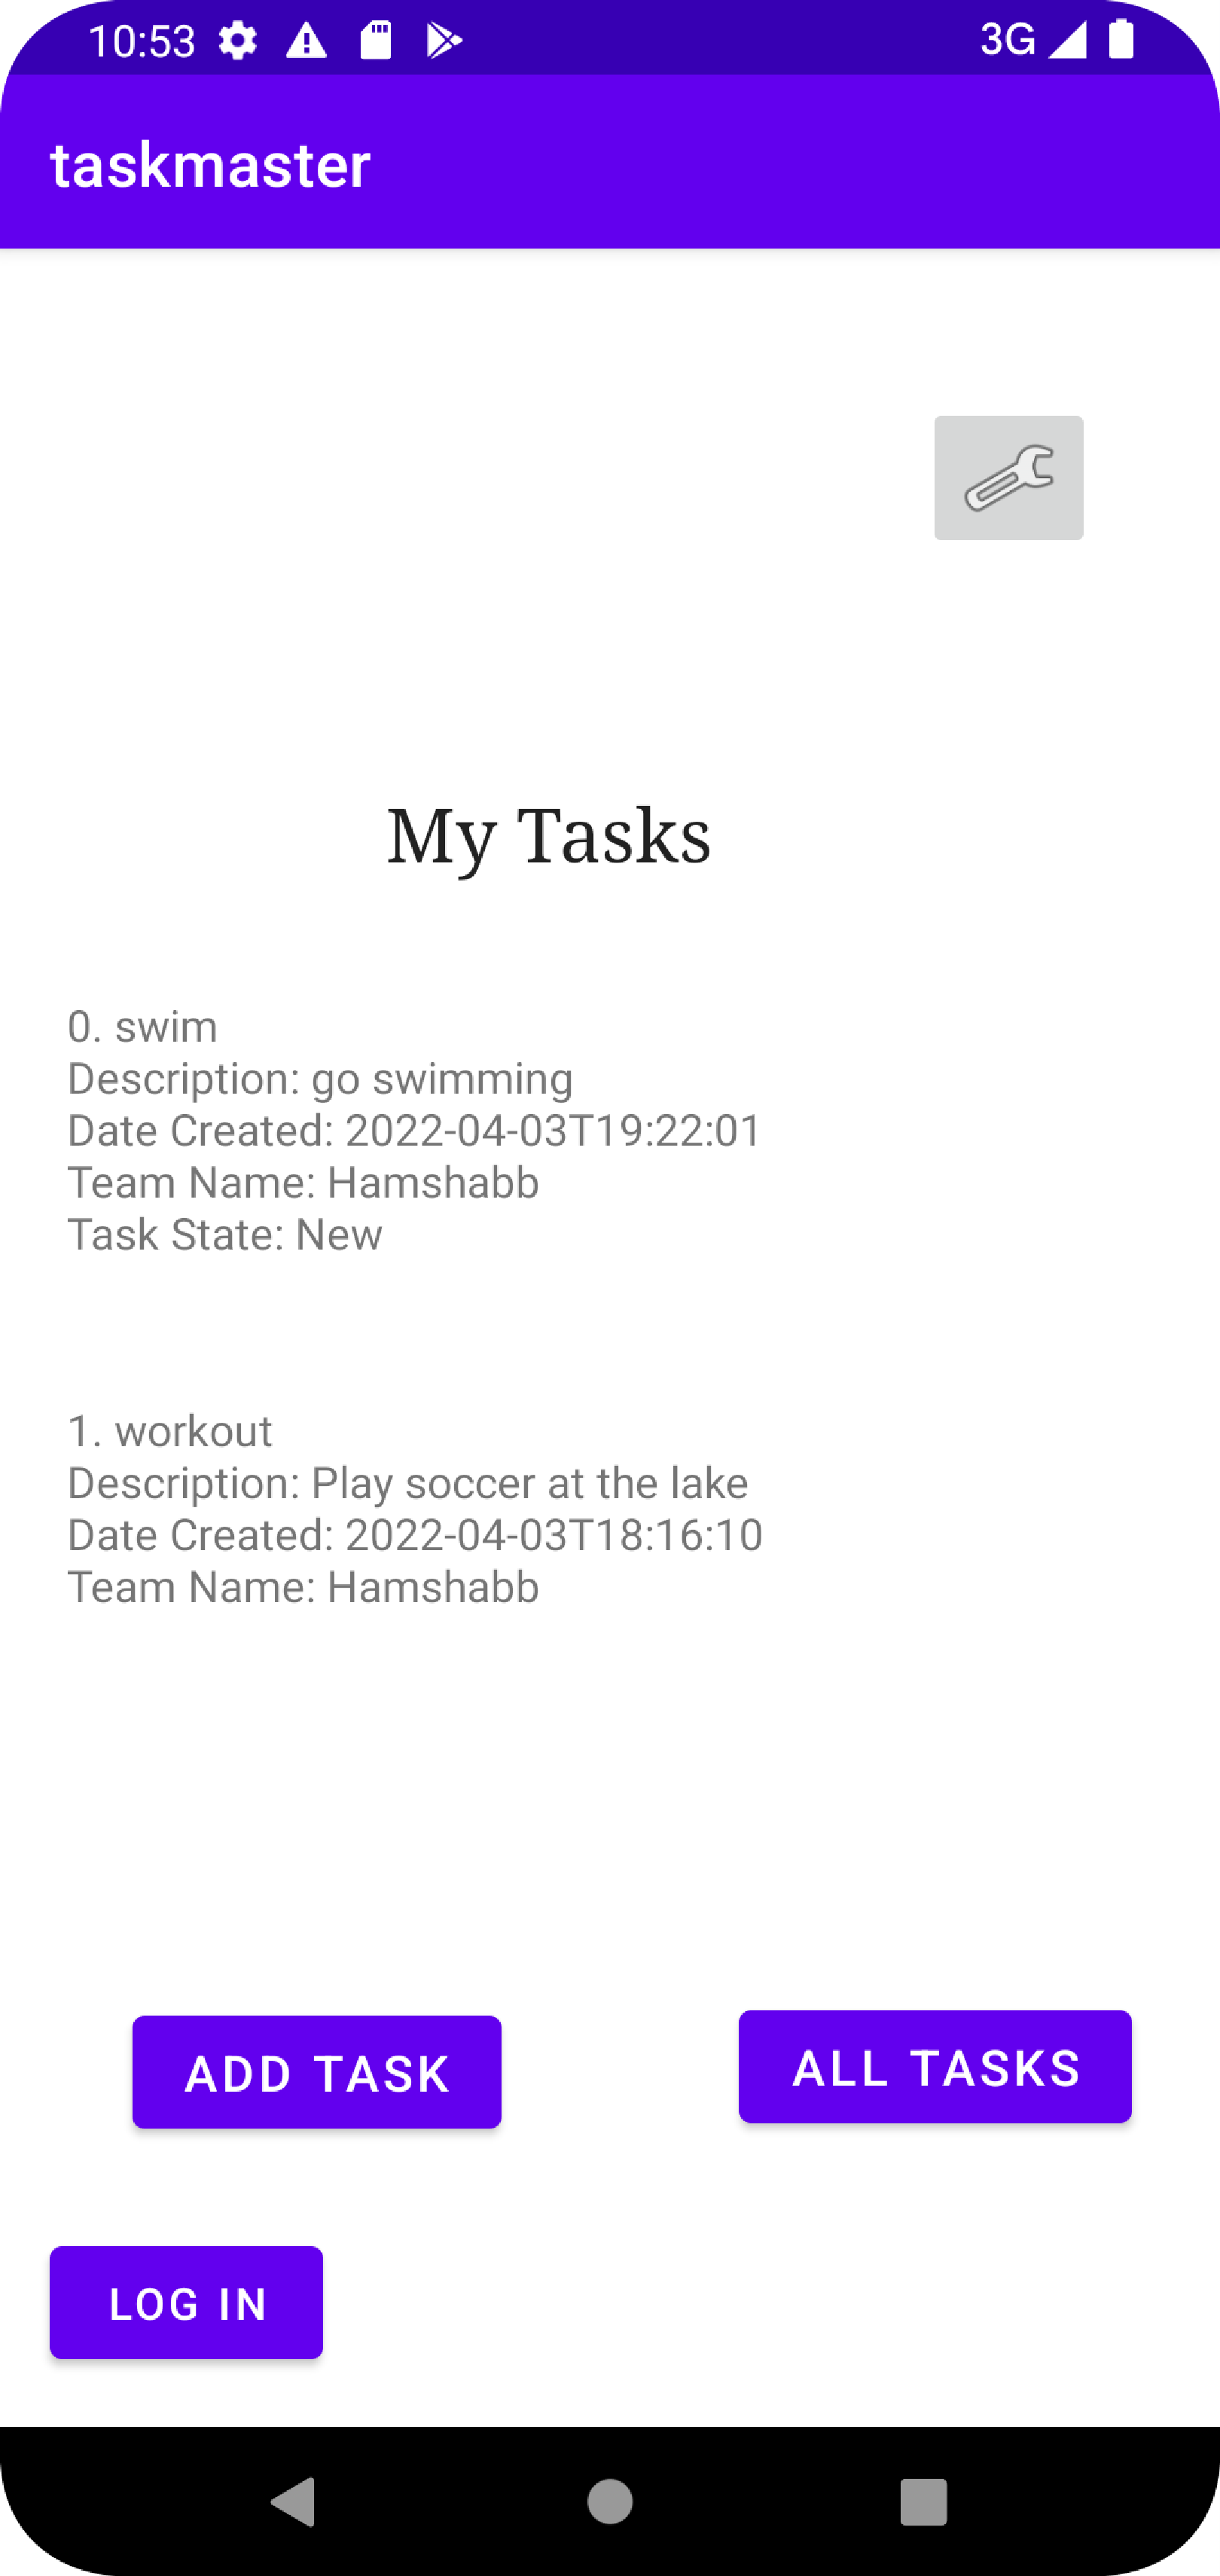 10:53 3G
taskmaster
My Tasks
0. swim
Description: go swimming
Date Created: 2022-04-03T19:22:01
Team Name: Hamshabb
Task State: New
1. workout
Description: Play soccer at the lake
Date Created: 2022-04-03T18:16:10
Team Name: Hamshabb
ADD TASK
ALL TASKS
LOG IN